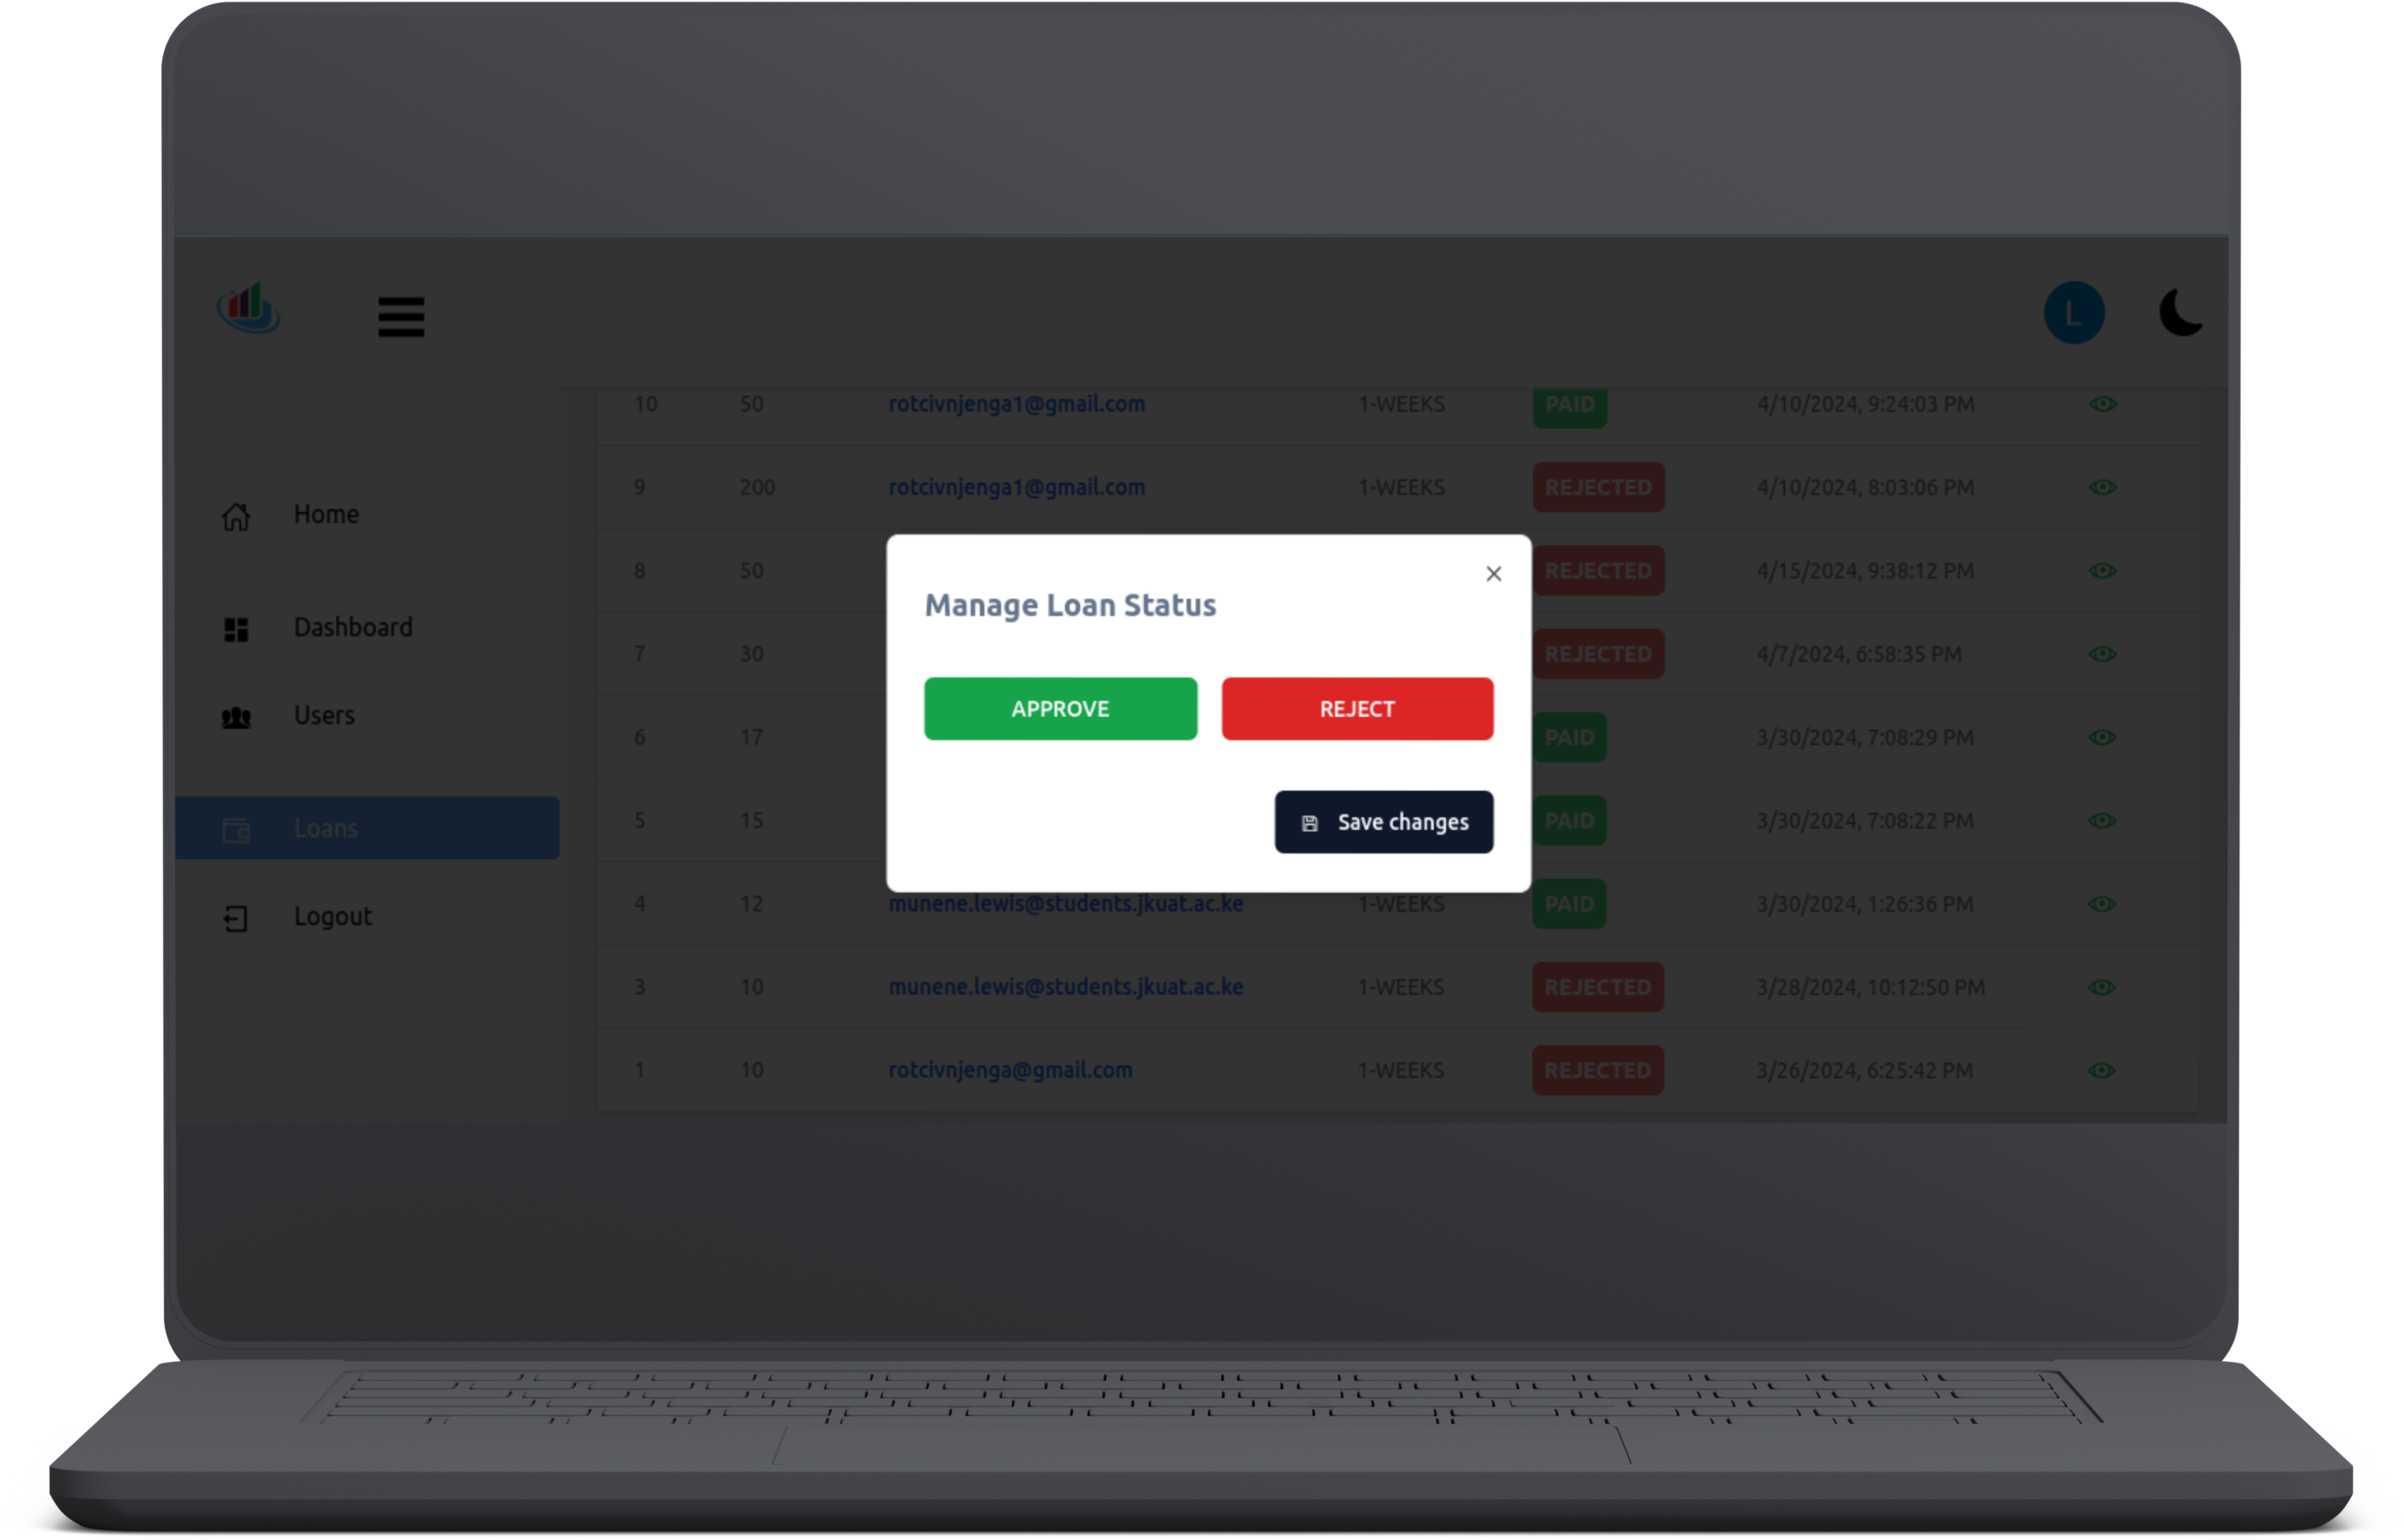 L
10 50 rotcivnjenga1@gmail.com 1-WEEKS PAID 4/10/2024, 9:24:03 PM
9 200 rotcivnjenga1@gmail.com 1-WEEKS REJECTED 4/10/2024, 8:03:06 PM
Home
8 50 REJECTED 4/15/2024, 9:38:12 PM
Manage Loan Status
Dashboard
7 30 REJECTED 4/7/2024, 6:58:35 PM
APPROVE REJECT
Users
6 17 PAID 3/30/2024, 7:08:29 PM
5 15 PAID 3/30/2024, 7:08:22 PM
Save changes
Loans
4 12 munene.lewis@students.jkuat.ac.ke 1-WEEKS PAID 3/30/2024, 1:26:36 PM
Logout
3 10 munene.lewis@students.jkuat.ac.ke 1-WEEKS REJECTED 3/28/2024, 10:12:50 PM
1 10 rotcivnjenga@gmail.com 1-WEEKS REJECTED 3/26/2024, 6:25:42 PM